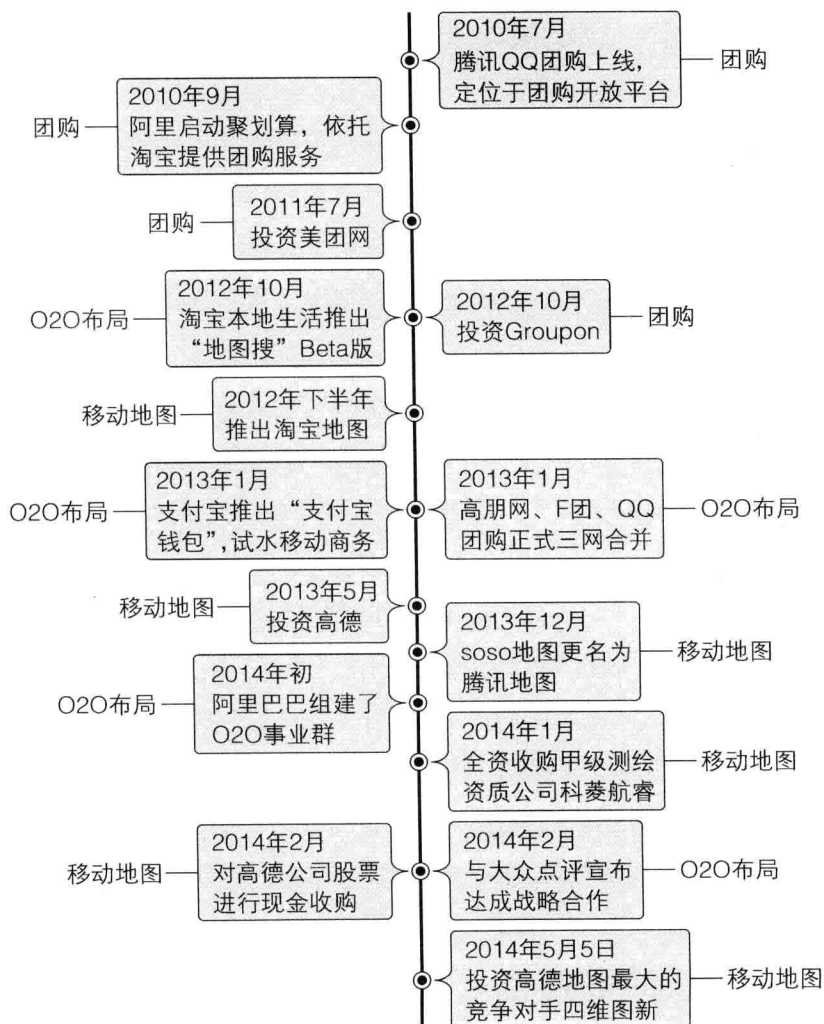 2010年7月
腾讯QQ团购上线，
定位于团购开放平台
团购
2010年9月
阿里启动聚划算，依托
淘宝提供团购服务
团购
2011年7月
投资美团网
团购
2012年10月
淘宝本地生活推出
“地图搜”Beta版
O2O布局
2012年10月
投资Groupon
团购
2012年下半年
推出淘宝地图
移动地图
2013年1月
支付宝推出“支付宝
钱包”，试水移动商务
O2O布局
2013年1月
高朋网、F团、QQ
团购正式三网合并
O2O布局
2013年5月
投资高德
移动地图
2013年12月
soso地图更名为
腾讯地图
移动地图
2014年初
阿里巴巴组建了
O2O事业群
O2O布局
2014年1月
全资收购甲级测绘
资质公司科菱航睿
移动地图
2014年2月
对高德公司股票
进行现金收购
移动地图
2014年2月
与大众点评宣布
达成战略合作
O2O布局
2014年5月5日
投资高德地图最大的
竞争对手四维图新
移动地图